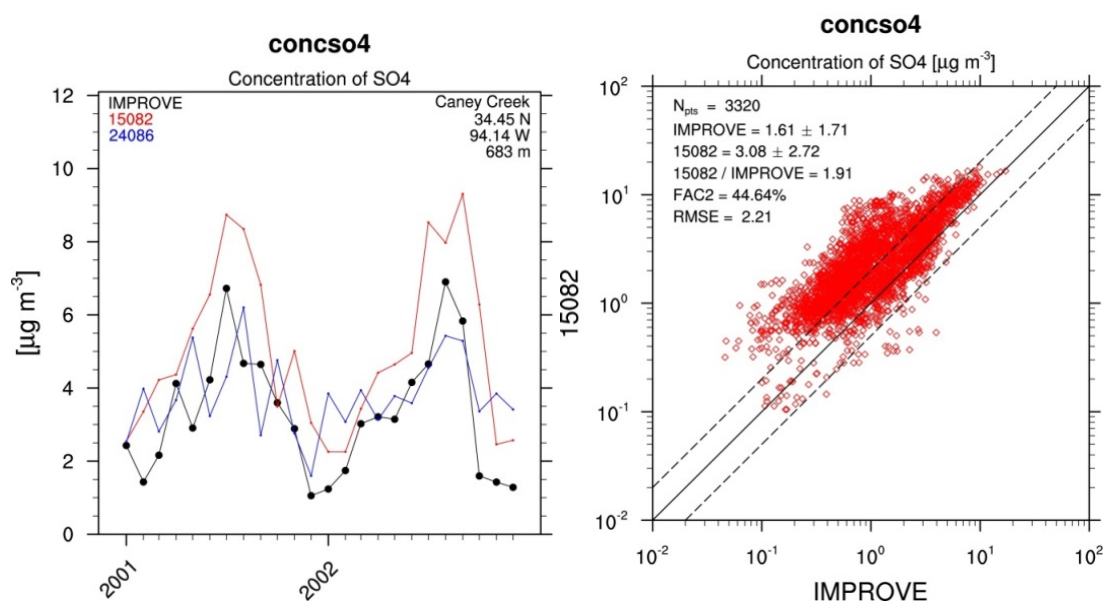 concso4
Concentration of SO4
IMPROVE
15082
24086
Caney Creek
34.45 N
94.14 W
683 m
[µg m⁻³]
12
10
8
6
4
2
0
2001
2002
concso4
Concentration of SO4 [µg m⁻³]
Npts = 3320
IMPROVE = 1.61 ± 1.71
15082 = 3.08 ± 2.72
15082 / IMPROVE = 1.91
FAC2 = 44.64%
RMSE = 2.21
15082
10²
10¹
10⁰
10⁻¹
10⁻²
10⁻² 10⁻¹ 10⁰ 10¹ 10²
IMPROVE